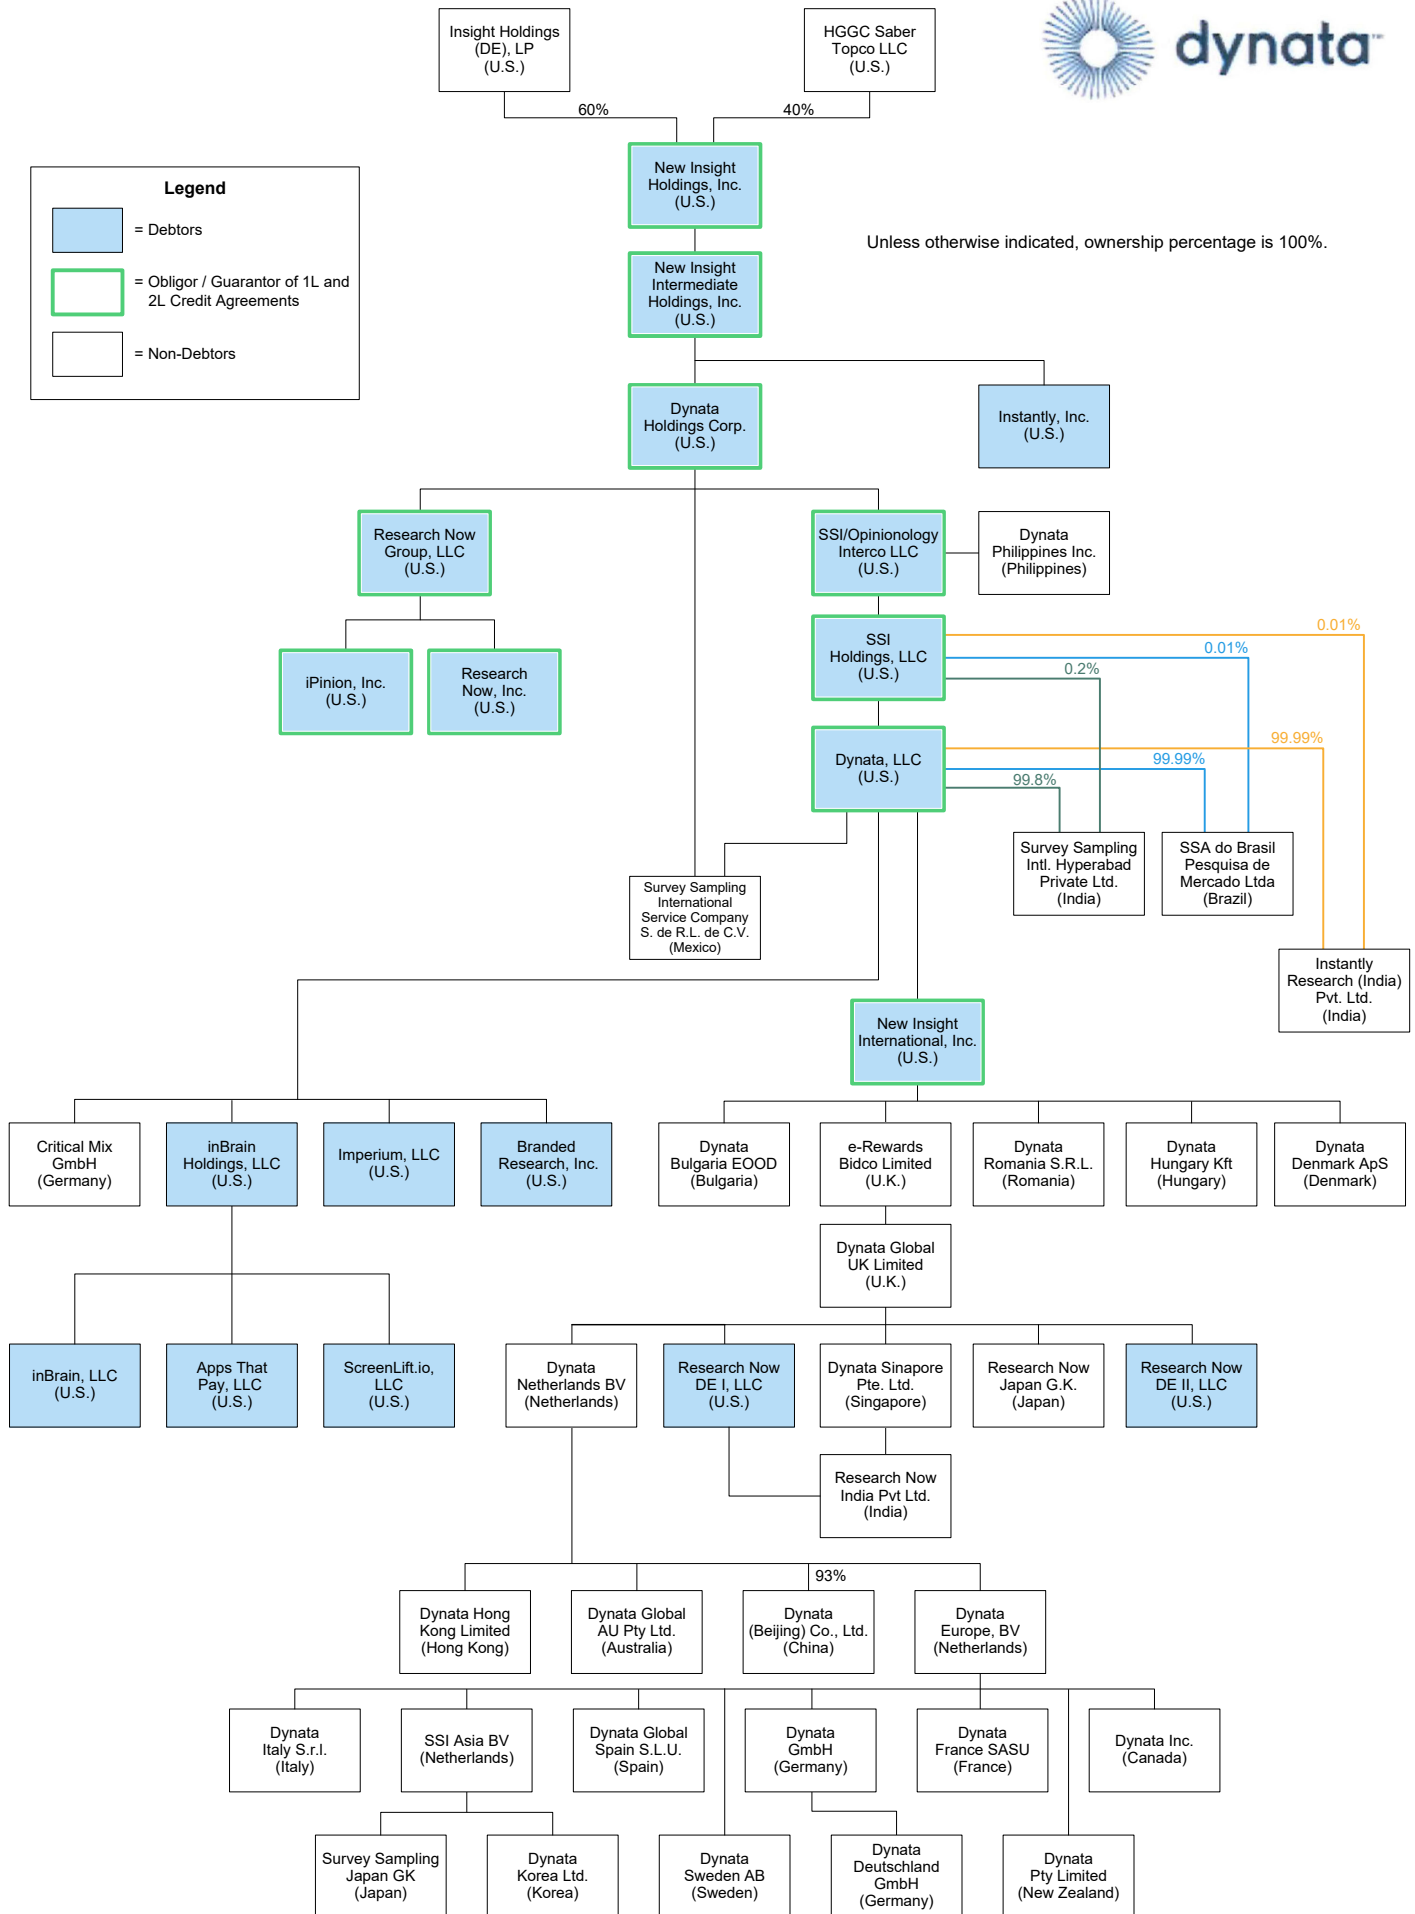 Insight Holdings
(DE), LP
(U.S.)
HGGC Saber
Topco LLC
(U.S.)
dynata™
60%
40%
New Insight
Holdings, Inc.
(U.S.)
Legend
= Debtors
= Obligor / Guarantor of 1L and
2L Credit Agreements
= Non-Debtors
Unless otherwise indicated, ownership percentage is 100%.
New Insight
Intermediate
Holdings, Inc.
(U.S.)
Dynata
Holdings Corp.
(U.S.)
Instantly, Inc.
(U.S.)
Research Now
Group, LLC
(U.S.)
SSI/Opinionology
Interco LLC
(U.S.)
Dynata
Philippines Inc.
(Philippines)
iPinion, Inc.
(U.S.)
Research
Now, Inc.
(U.S.)
SSI
Holdings, LLC
(U.S.)
0.01%
0.01%
0.2%
Dynata, LLC
(U.S.)
99.99%
99.99%
99.8%
Survey Sampling
International
Service Company
S. de R.L. de C.V.
(Mexico)
Survey Sampling
Intl. Hyperabad
Private Ltd.
(India)
SSA do Brasil
Pesquisa de
Mercado Ltda
(Brazil)
Instantly
Research (India)
Pvt. Ltd.
(India)
New Insight
International, Inc.
(U.S.)
Critical Mix
GmbH
(Germany)
inBrain
Holdings, LLC
(U.S.)
Imperium, LLC
(U.S.)
Branded
Research, Inc.
(U.S.)
Dynata
Bulgaria EOOD
(Bulgaria)
e-Rewards
Bidco Limited
(U.K.)
Dynata
Romania S.R.L.
(Romania)
Dynata
Hungary Kft
(Hungary)
Dynata
Denmark ApS
(Denmark)
Dynata Global
UK Limited
(U.K.)
inBrain, LLC
(U.S.)
Apps That
Pay, LLC
(U.S.)
ScreenLift.io,
LLC
(U.S.)
Dynata
Netherlands BV
(Netherlands)
Research Now
DE I, LLC
(U.S.)
Dynata Sinapore
Pte. Ltd.
(Singapore)
Research Now
Japan G.K.
(Japan)
Research Now
DE II, LLC
(U.S.)
Research Now
India Pvt Ltd.
(India)
93%
Dynata Hong
Kong Limited
(Hong Kong)
Dynata Global
AU Pty Ltd.
(Australia)
Dynata
(Beijing) Co., Ltd.
(China)
Dynata
Europe, BV
(Netherlands)
Dynata
Italy S.r.l.
(Italy)
SSI Asia BV
(Netherlands)
Dynata Global
Spain S.L.U.
(Spain)
Dynata
GmbH
(Germany)
Dynata
France SASU
(France)
Dynata Inc.
(Canada)
Survey Sampling
Japan GK
(Japan)
Dynata
Korea Ltd.
(Korea)
Dynata
Sweden AB
(Sweden)
Dynata
Deutschland
GmbH
(Germany)
Dynata
Pty Limited
(New Zealand)